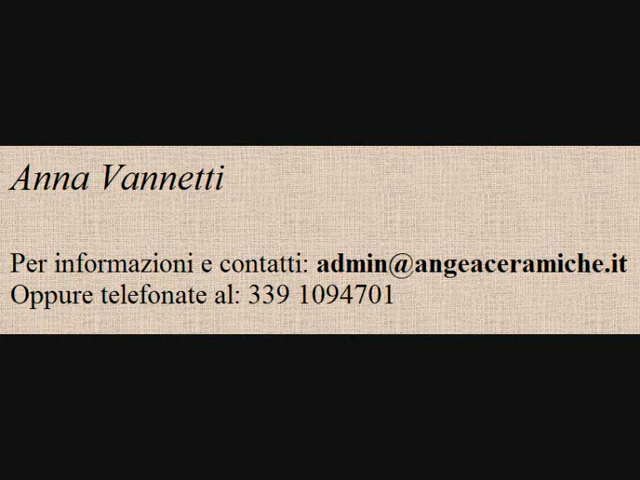 Anna Vannetti
Per informazioni e contatti: admin@angeaceramiche.it
Oppure telefonate al: 339 1094701